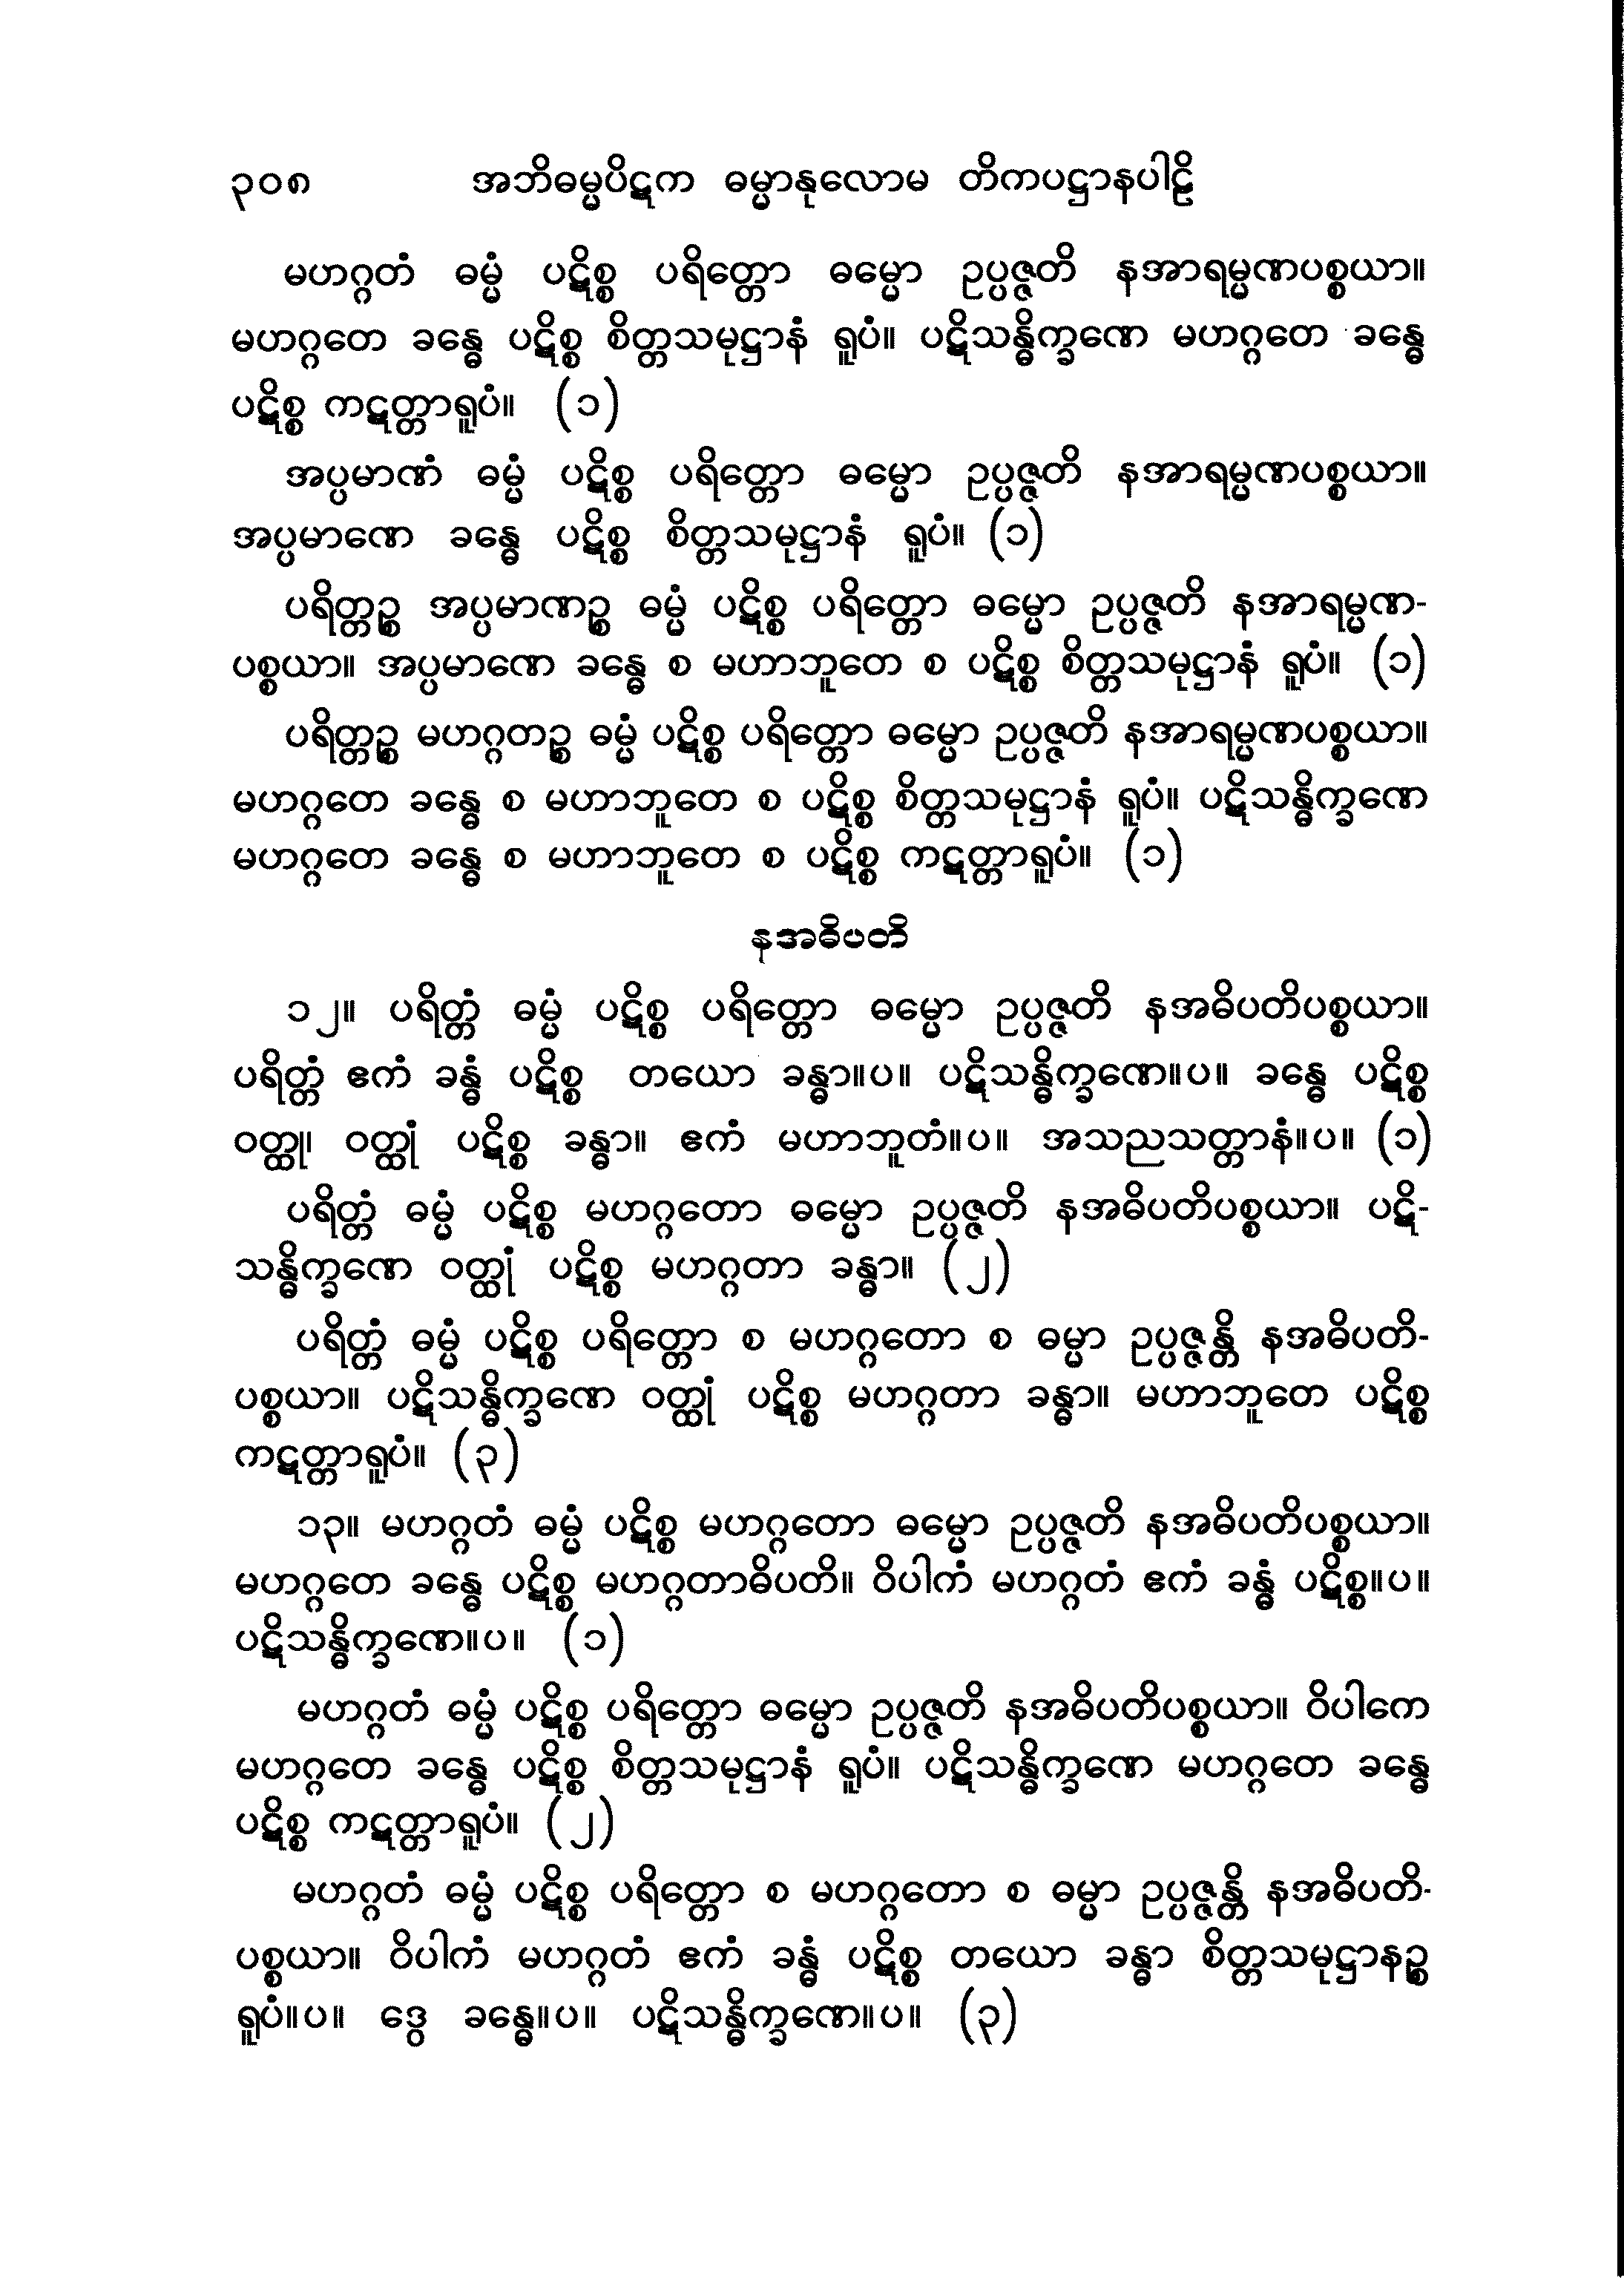 ၃၀၈ အဘိဓမ္မပိဋက ဓမ္မာနုလောမ တိကပဋ္ဌာနပါဠိ
မဟဂ္ဂတံ ဓမ္မံ ပဋိစ္စ ပရိတ္တော ဓမ္မော ဥပ္ပဇ္ဇတိ နအာရမ္မဏပစ္စယာ။
မဟဂ္ဂတေ ခန္ဓေ ပဋိစ္စ စိတ္တသမုဋ္ဌာနံ ရူပံ။ ပဋိသန္ဓိက္ခဏေ မဟဂ္ဂတေ ခန္ဓေ
ပဋိစ္စ ကဋတ္တာရူပံ။ (၁)
အပ္ပမာဏံ ဓမ္မံ ပဋိစ္စ ပရိတ္တော ဓမ္မော ဥပ္ပဇ္ဇတိ နအာရမ္မဏပစ္စယာ။
အပ္ပမာဏေ ခန္ဓေ ပဋိစ္စ စိတ္တသမုဋ္ဌာနံ ရူပံ။ (၁)
ပရိတ္တဉ္စ အပ္ပမာဏဉ္စ ဓမ္မံ ပဋိစ္စ ပရိတ္တော ဓမ္မော ဥပ္ပဇ္ဇတိ နအာရမ္မဏ-
ပစ္စယာ။ အပ္ပမာဏေ ခန္ဓေ စ မဟာဘူတေ စ ပဋိစ္စ စိတ္တသမုဋ္ဌာနံ ရူပံ။ (၁)
ပရိတ္တဉ္စ မဟဂ္ဂတဉ္စ ဓမ္မံ ပဋိစ္စ ပရိတ္တော ဓမ္မော ဥပ္ပဇ္ဇတိ နအာရမ္မဏပစ္စယာ။
မဟဂ္ဂတေ ခန္ဓေ စ မဟာဘူတေ စ ပဋိစ္စ စိတ္တသမုဋ္ဌာနံ ရူပံ။ ပဋိသန္ဓိက္ခဏေ
မဟဂ္ဂတေ ခန္ဓေ စ မဟာဘူတေ စ ပဋိစ္စ ကဋတ္တာရူပံ။ (၁)
နအဓိပတိ
၁၂။ ပရိတ္တံ ဓမ္မံ ပဋိစ္စ ပရိတ္တော ဓမ္မော ဥပ္ပဇ္ဇတိ နအဓိပတိပစ္စယာ။
ပရိတ္တံ ဧကံ ခန္ဓံ ပဋိစ္စ တယော ခန္ဓာ။ပ။ ပဋိသန္ဓိက္ခဏေ။ပ။ ခန္ဓေ ပဋိစ္စ
ဝတ္ထု၊ ဝတ္ထုံ ပဋိစ္စ ခန္ဓာ။ ဧကံ မဟာဘူတံ။ပ။ အသညသတ္တာနံ။ပ။ (၁)
ပရိတ္တံ ဓမ္မံ ပဋိစ္စ မဟဂ္ဂတော ဓမ္မော ဥပ္ပဇ္ဇတိ နအဓိပတိပစ္စယာ။ ပဋိ-
သန္ဓိက္ခဏေ ဝတ္ထုံ ပဋိစ္စ မဟဂ္ဂတာ ခန္ဓာ။ (၂)
ပရိတ္တံ ဓမ္မံ ပဋိစ္စ ပရိတ္တော စ မဟဂ္ဂတော စ ဓမ္မာ ဥပ္ပဇ္ဇန္တိ နအဓိပတိ-
ပစ္စယာ။ ပဋိသန္ဓိက္ခဏေ ဝတ္ထုံ ပဋိစ္စ မဟဂ္ဂတာ ခန္ဓာ။ မဟာဘူတေ ပဋိစ္စ
ကဋတ္တာရူပံ။ (၃)
၁၃။ မဟဂ္ဂတံ ဓမ္မံ ပဋိစ္စ မဟဂ္ဂတော ဓမ္မော ဥပ္ပဇ္ဇတိ နအဓိပတိပစ္စယာ။
မဟဂ္ဂတေ ခန္ဓေ ပဋိစ္စ မဟဂ္ဂတာဓိပတိ။ ဝိပါကံ မဟဂ္ဂတံ ဧကံ ခန္ဓံ ပဋိစ္စ။ပ။
ပဋိသန္ဓိက္ခဏေ။ပ။ (၁)
မဟဂ္ဂတံ ဓမ္မံ ပဋိစ္စ ပရိတ္တော ဓမ္မော ဥပ္ပဇ္ဇတိ နအဓိပတိပစ္စယာ။ ဝိပါကေ
မဟဂ္ဂတေ ခန္ဓေ ပဋိစ္စ စိတ္တသမုဋ္ဌာနံ ရူပံ။ ပဋိသန္ဓိက္ခဏေ မဟဂ္ဂတေ ခန္ဓေ
ပဋိစ္စ ကဋတ္တာရူပံ။ (၂)
မဟဂ္ဂတံ ဓမ္မံ ပဋိစ္စ ပရိတ္တော စ မဟဂ္ဂတော စ ဓမ္မာ ဥပ္ပဇ္ဇန္တိ နအဓိပတိ-
ပစ္စယာ။ ဝိပါကံ မဟဂ္ဂတံ ဧကံ ခန္ဓံ ပဋိစ္စ တယော ခန္ဓာ စိတ္တသမုဋ္ဌာနဉ္စ
ရူပံ။ပ။ ဒွေ ခန္ဓေ။ပ။ ပဋိသန္ဓိက္ခဏေ။ပ။ (၃)